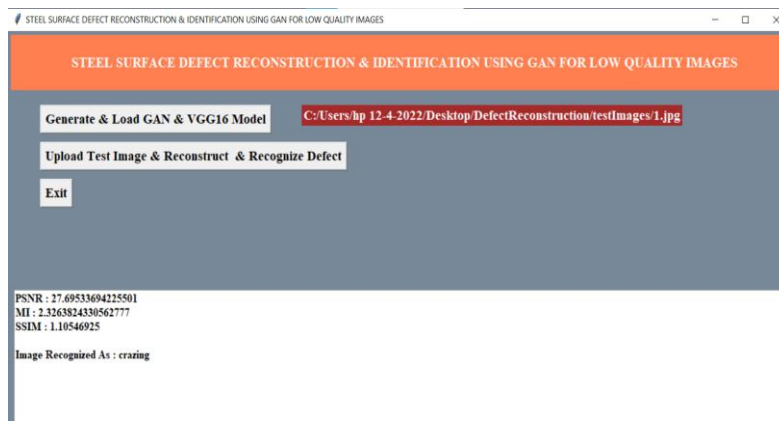 STEEL SURFACE DEFECT RECONSTRUCTION & IDENTIFICATION USING GAN FOR LOW QUALITY IMAGES
STEEL SURFACE DEFECT RECONSTRUCTION & IDENTIFICATION USING GAN FOR LOW QUALITY IMAGES
Generate & Load GAN & VGG16 Model
C:/Users/hp 12-4-2022/Desktop/DefectReconstruction/testImages/1.jpg
Upload Test Image & Reconstruct & Recognize Defect
Exit
PSNR : 27.69533694225501
MI : 2.3263824330562777
SSIM : 1.10546925
Image Recognized As : crazing